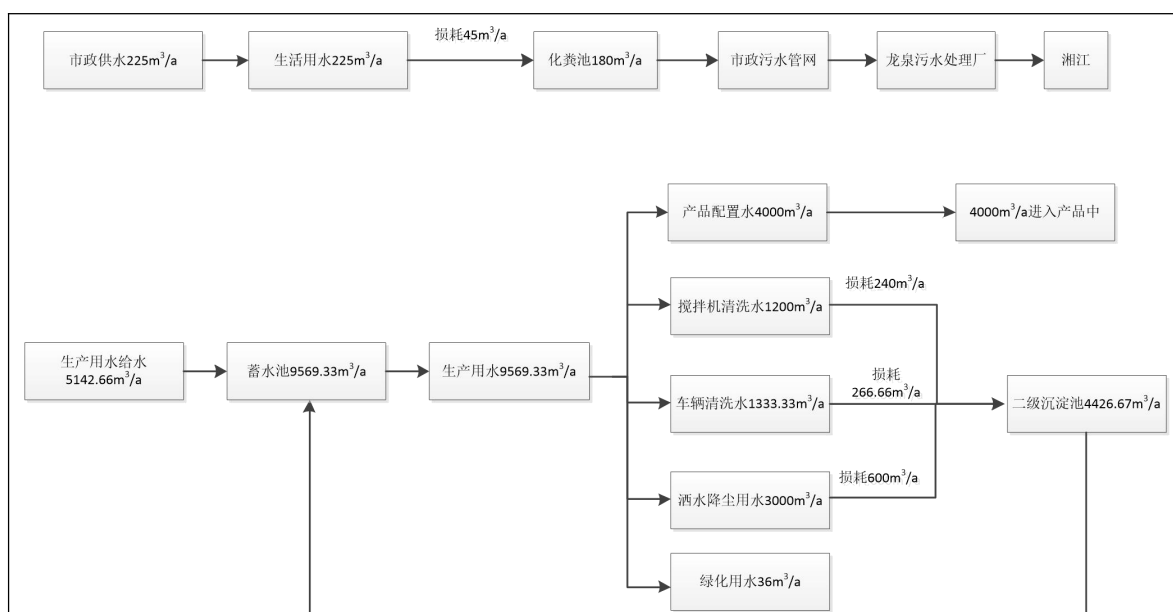 损耗45m³/a
市政供水225m³/a
生活用水225m³/a
化粪池180m³/a
市政污水管网
龙泉污水处理厂
湘江
产品配置水4000m³/a
4000m³/a进入产品中
损耗240m³/a
搅拌机清洗水1200m³/a
生产用水给水
5142.66m³/a
蓄水池9569.33m³/a
生产用水9569.33m³/a
损耗
266.66m³/a
车辆清洗水1333.33m³/a
二级沉淀池4426.67m³/a
损耗600m³/a
洒水降尘用水3000m³/a
绿化用水36m³/a